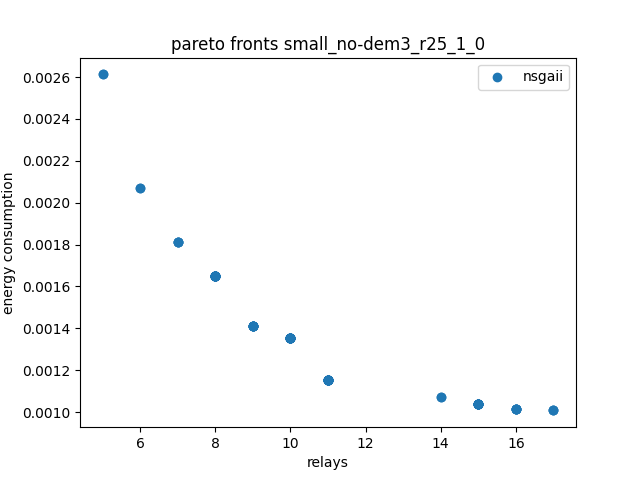 pareto fronts small_no-dem3_r25_1_0
nsgaii
energy consumption
0.0026
0.0024
0.0022
0.0020
0.0018
0.0016
0.0014
0.0012
0.0010
6 8 10 12 14 16
relays